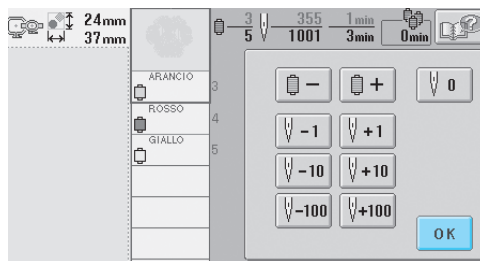 24mm 3 355 1min
37mm 5 1001 3min 0min
ARANCIO 3
ROSSO 4
GIALLO 5
− + 0
−1 +1
−10 +10
−100 +100
OK